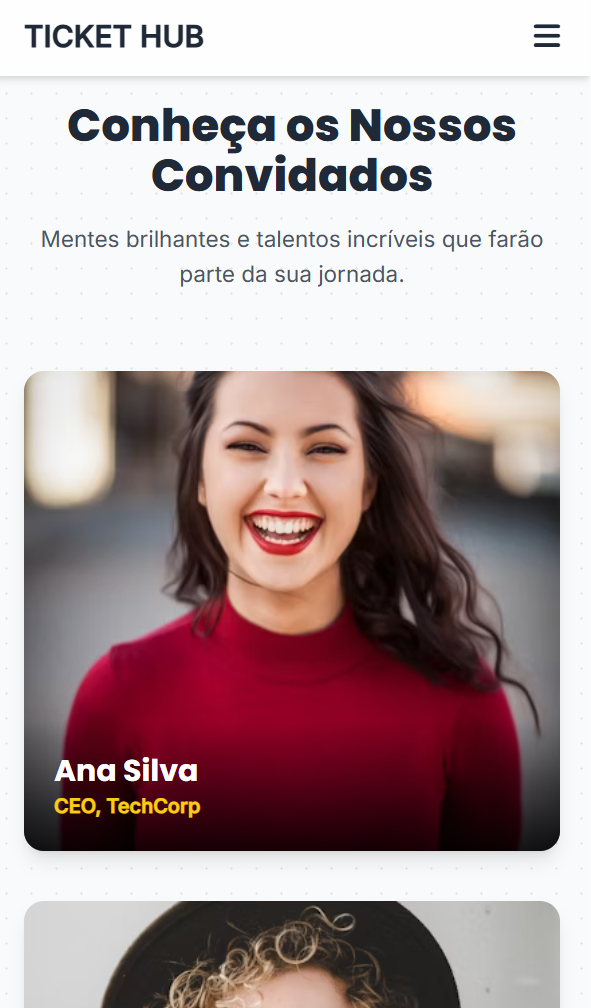 TICKET HUB
Conheça os Nossos
Convidados
Mentes brilhantes e talentos incríveis que farão
parte da sua jornada.
Ana Silva
CEO, TechCorp